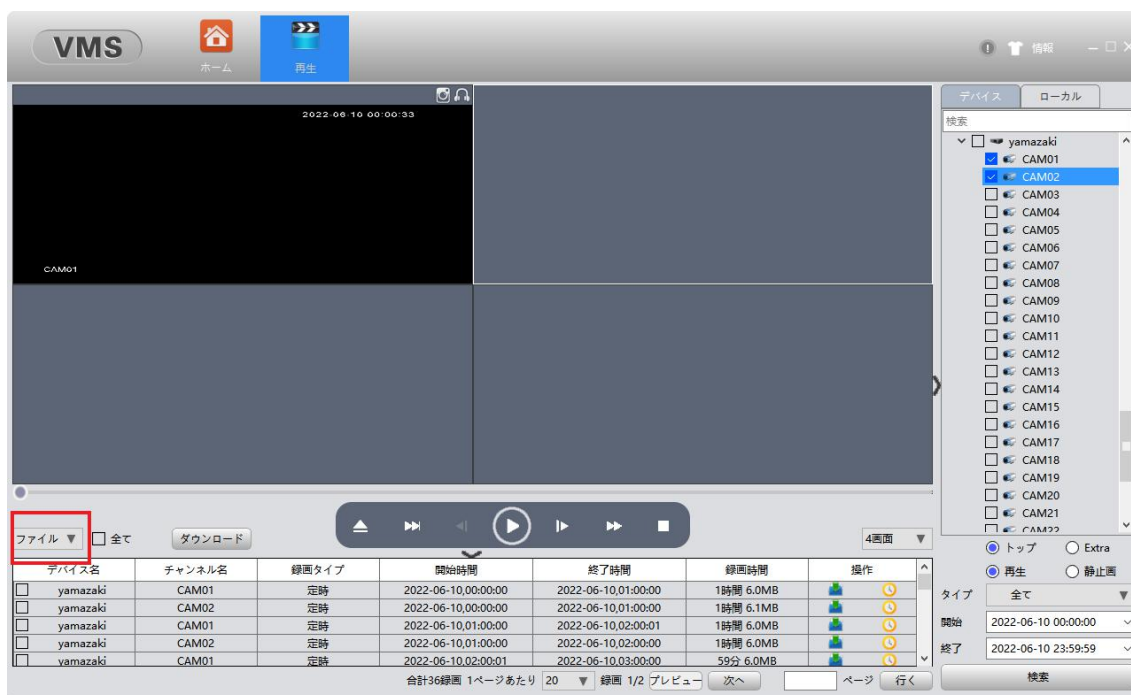 VMS
ホーム
再生
情報
デバイス ローカル
検索
yamazaki
CAM01
CAM02
CAM03
CAM04
CAM05
CAM06
CAM07
CAM08
CAM09
CAM10
CAM11
CAM12
CAM13
CAM14
CAM15
CAM16
CAM17
CAM18
CAM19
CAM20
CAM21
CAM22
2022-06-10 00:00:33
CAM01
ファイル 全て ダウンロード 4画面
デバイス名 チャンネル名 録画タイプ 開始時間 終了時間 録画時間 操作
yamazaki CAM01 定時 2022-06-10,00:00:00 2022-06-10,01:00:00 1時間 6.0MB
yamazaki CAM02 定時 2022-06-10,00:00:00 2022-06-10,01:00:00 1時間 6.1MB
yamazaki CAM01 定時 2022-06-10,01:00:00 2022-06-10,02:00:01 1時間 6.0MB
yamazaki CAM02 定時 2022-06-10,01:00:00 2022-06-10,02:00:00 1時間 6.0MB
yamazaki CAM01 定時 2022-06-10,02:00:01 2022-06-10,03:00:00 59分 6.0MB
合計36録画 1ページあたり 20 録画 1/2 プレビュー 次へ ページ 行く
トップ Extra
再生 静止画
タイプ 全て
開始 2022-06-10 00:00:00
終了 2022-06-10 23:59:59
検索